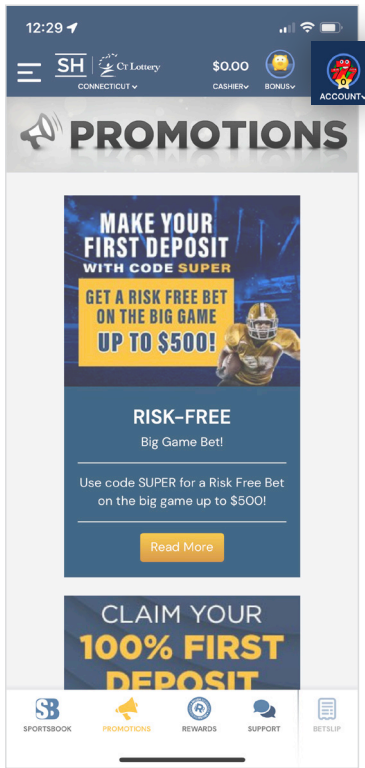 12:29
SH CT Lottery
CONNECTICUT
$0.00
CASHIER
BONUS
ACCOUNT
PROMOTIONS
MAKE YOUR
FIRST DEPOSIT
WITH CODE SUPER
GET A RISK FREE BET
ON THE BIG GAME
UP TO $500!
RISK-FREE
Big Game Bet!
Use code SUPER for a Risk Free Bet
on the big game up to $500!
Read More
CLAIM YOUR
100% FIRST
DEPOSIT
SB
R
SPORTSBOOK PROMOTIONS REWARDS SUPPORT BETSLIP